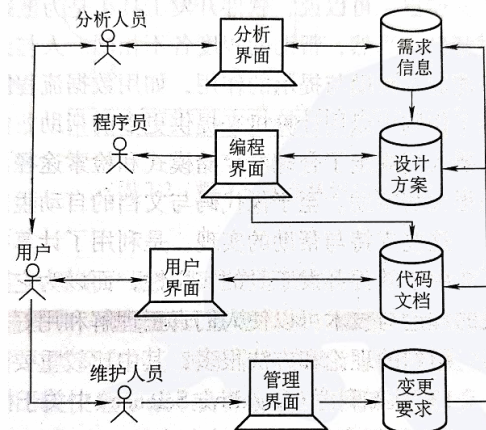 分析人员
分析
界面
需求
信息
程序员
编程
界面
设计
方案
用户
用户
界面
代码
文档
维护人员
管理
界面
变更
要求